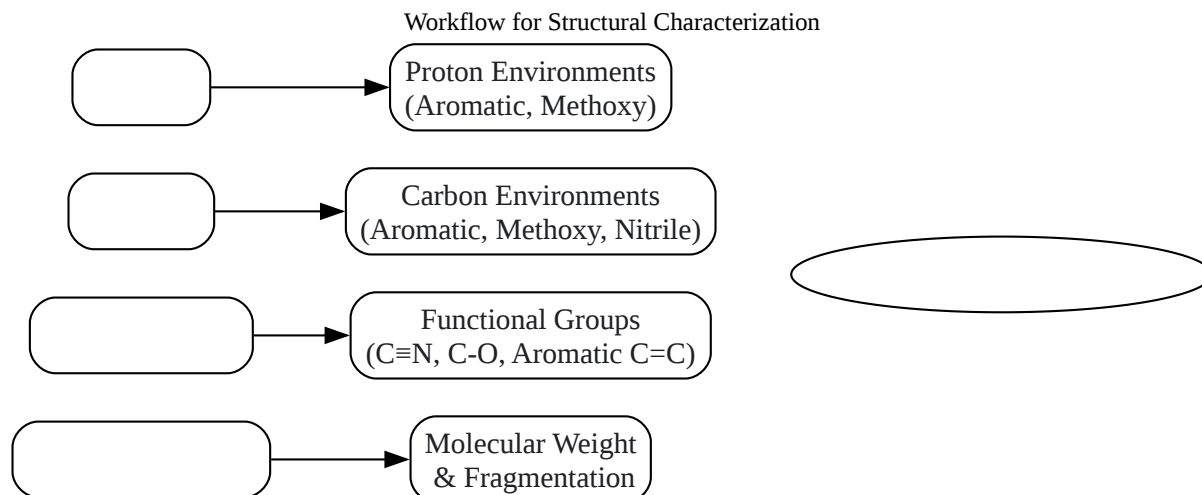 Workflow for Structural Characterization
Proton Environments
(Aromatic, Methoxy)
Carbon Environments
(Aromatic, Methoxy, Nitrile)
Functional Groups
(C≡N, C-O, Aromatic C=C)
Molecular Weight
& Fragmentation